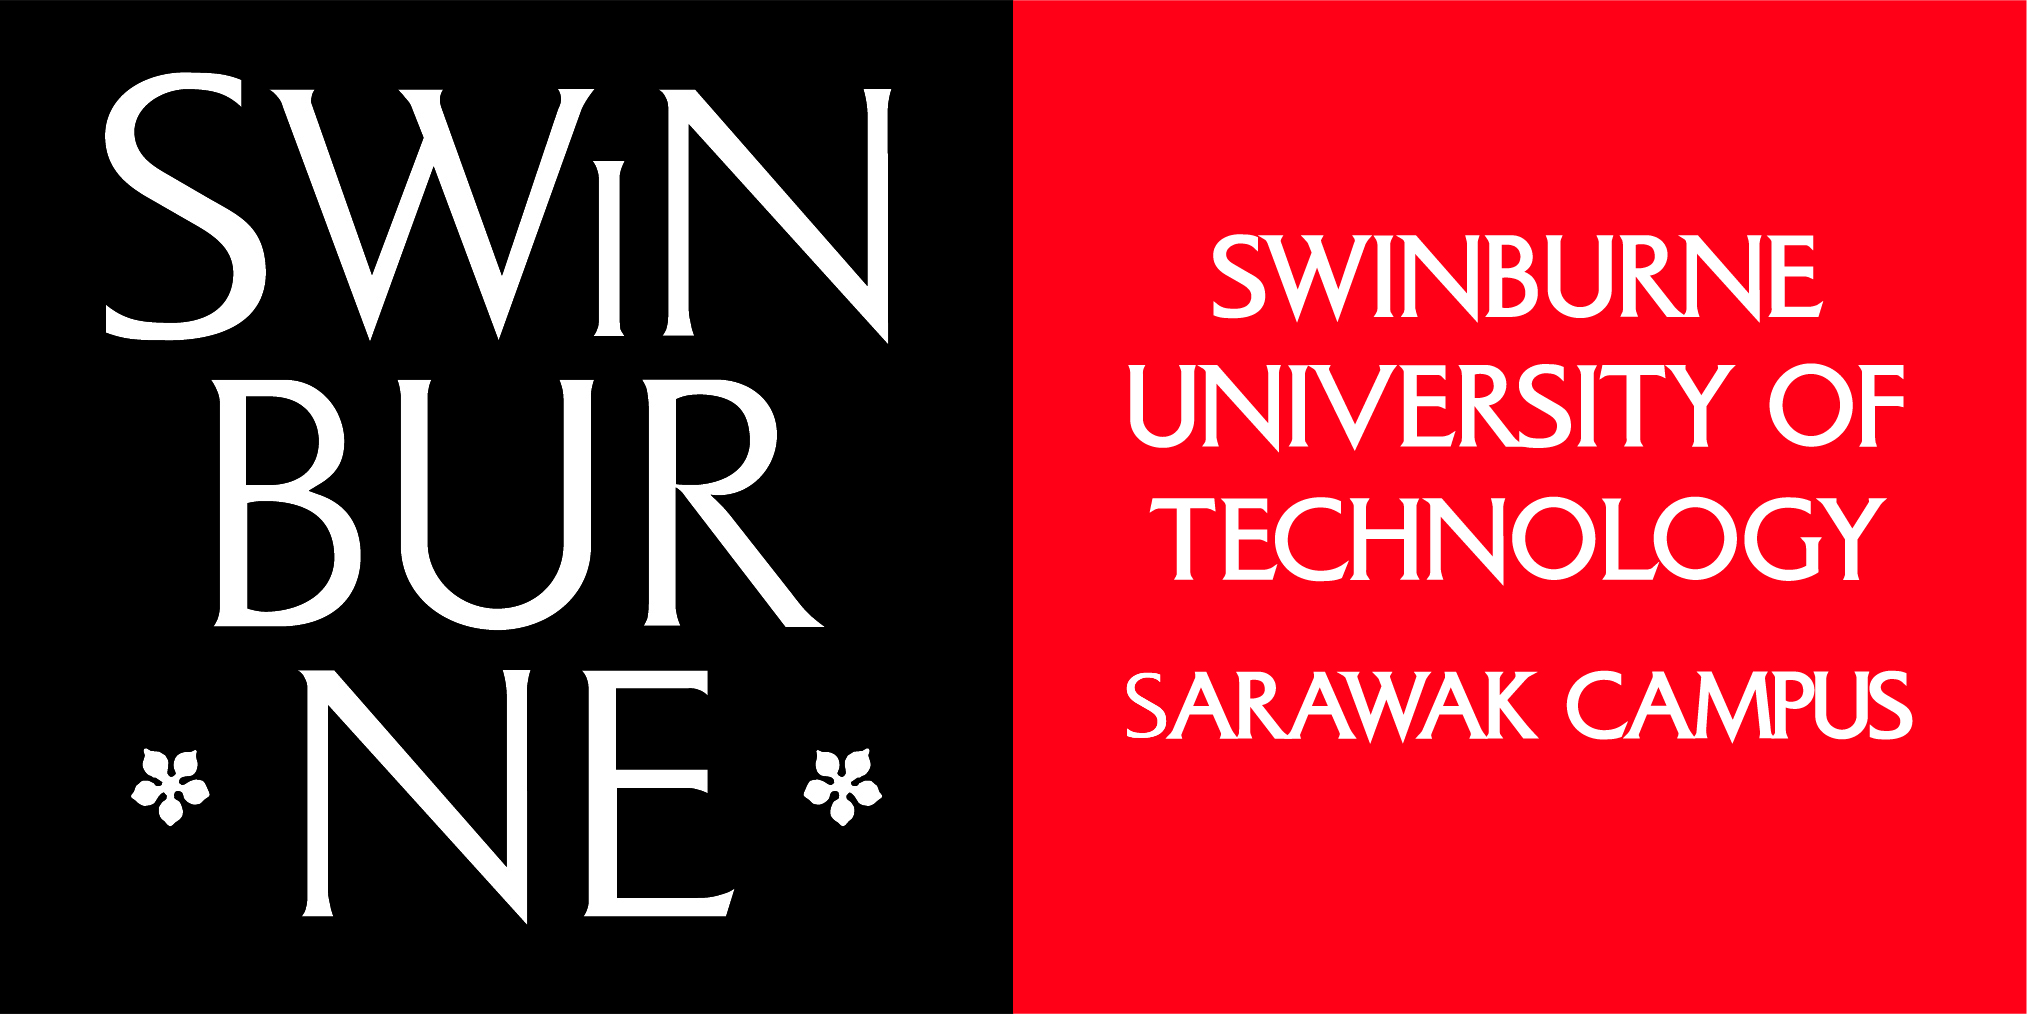 SWiN
BUR
NE
SWINBURNE
UNIVERSITY OF
TECHNOLOGY
SARAWAK CAMPUS